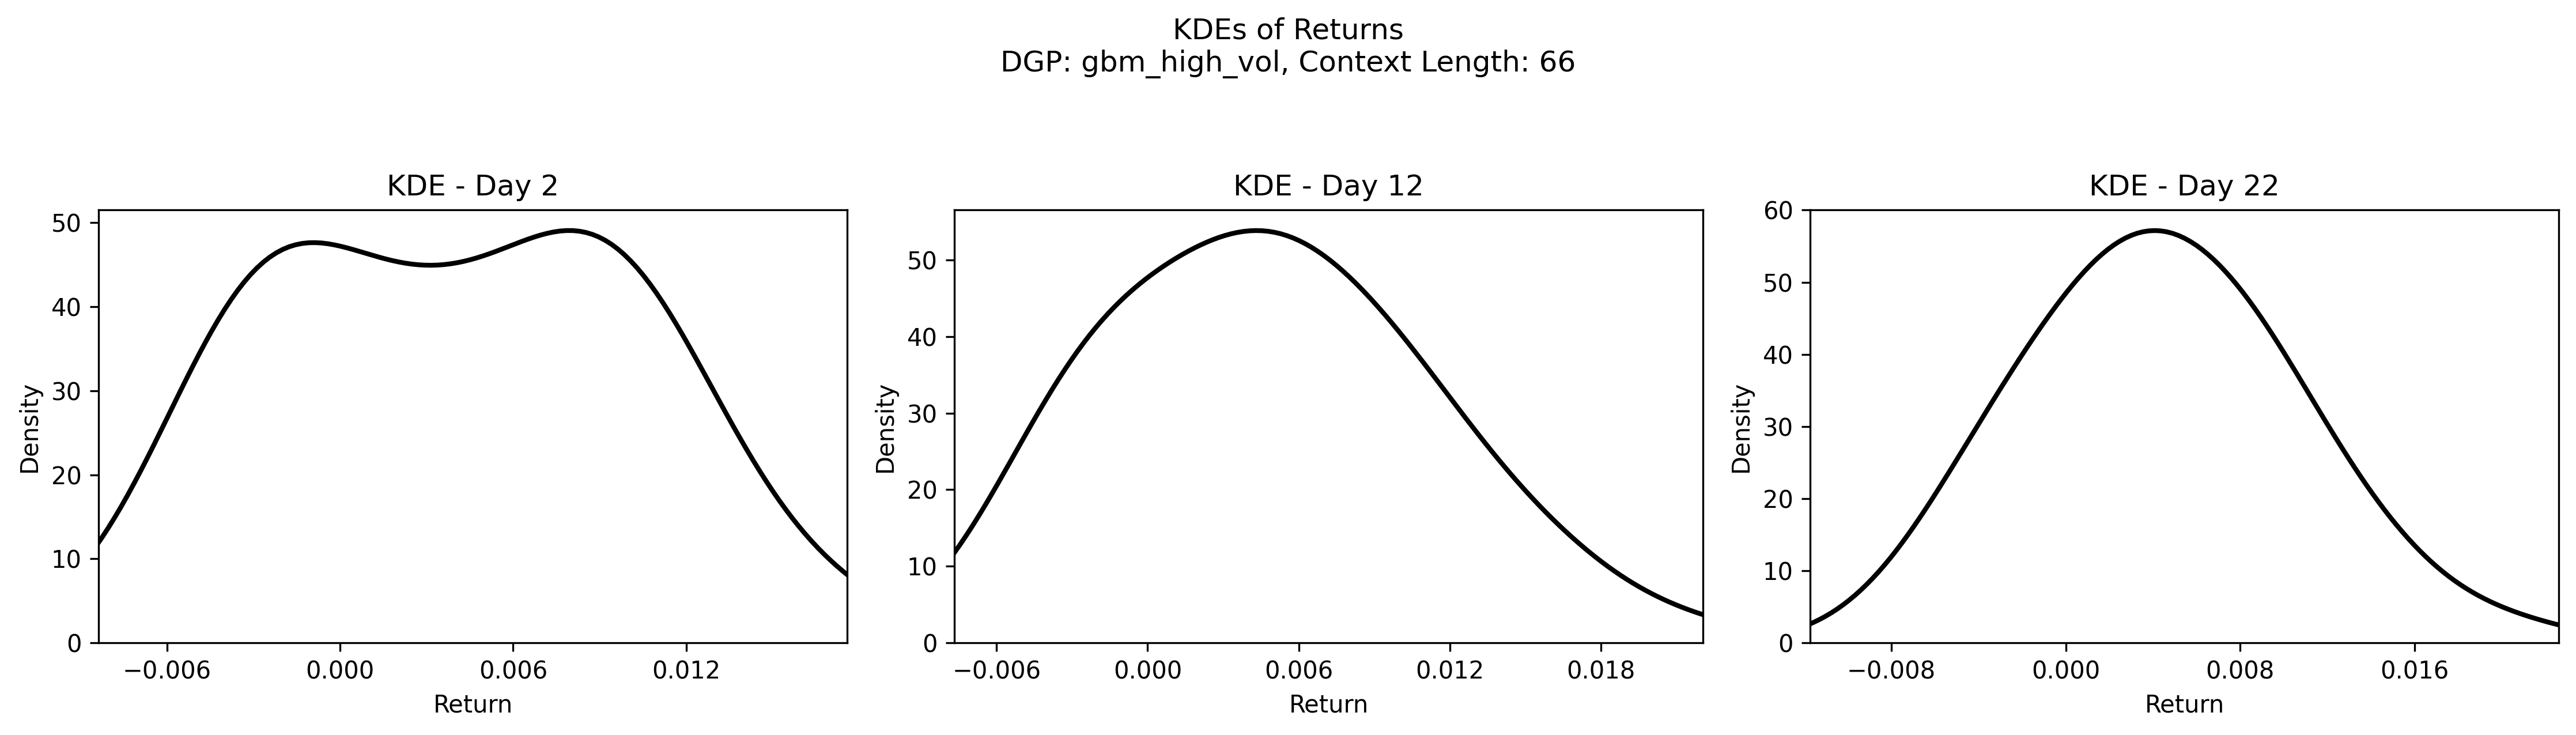 KDEs of Returns
DGP: gbm_high_vol, Context Length: 66
KDE - Day 2
50
40
30
20
10
0
Density
−0.006 0.000 0.006 0.012
Return
KDE - Day 12
50
40
30
20
10
0
Density
−0.006 0.000 0.006 0.012 0.018
Return
KDE - Day 22
60
50
40
30
20
10
0
Density
−0.008 0.000 0.008 0.016
Return